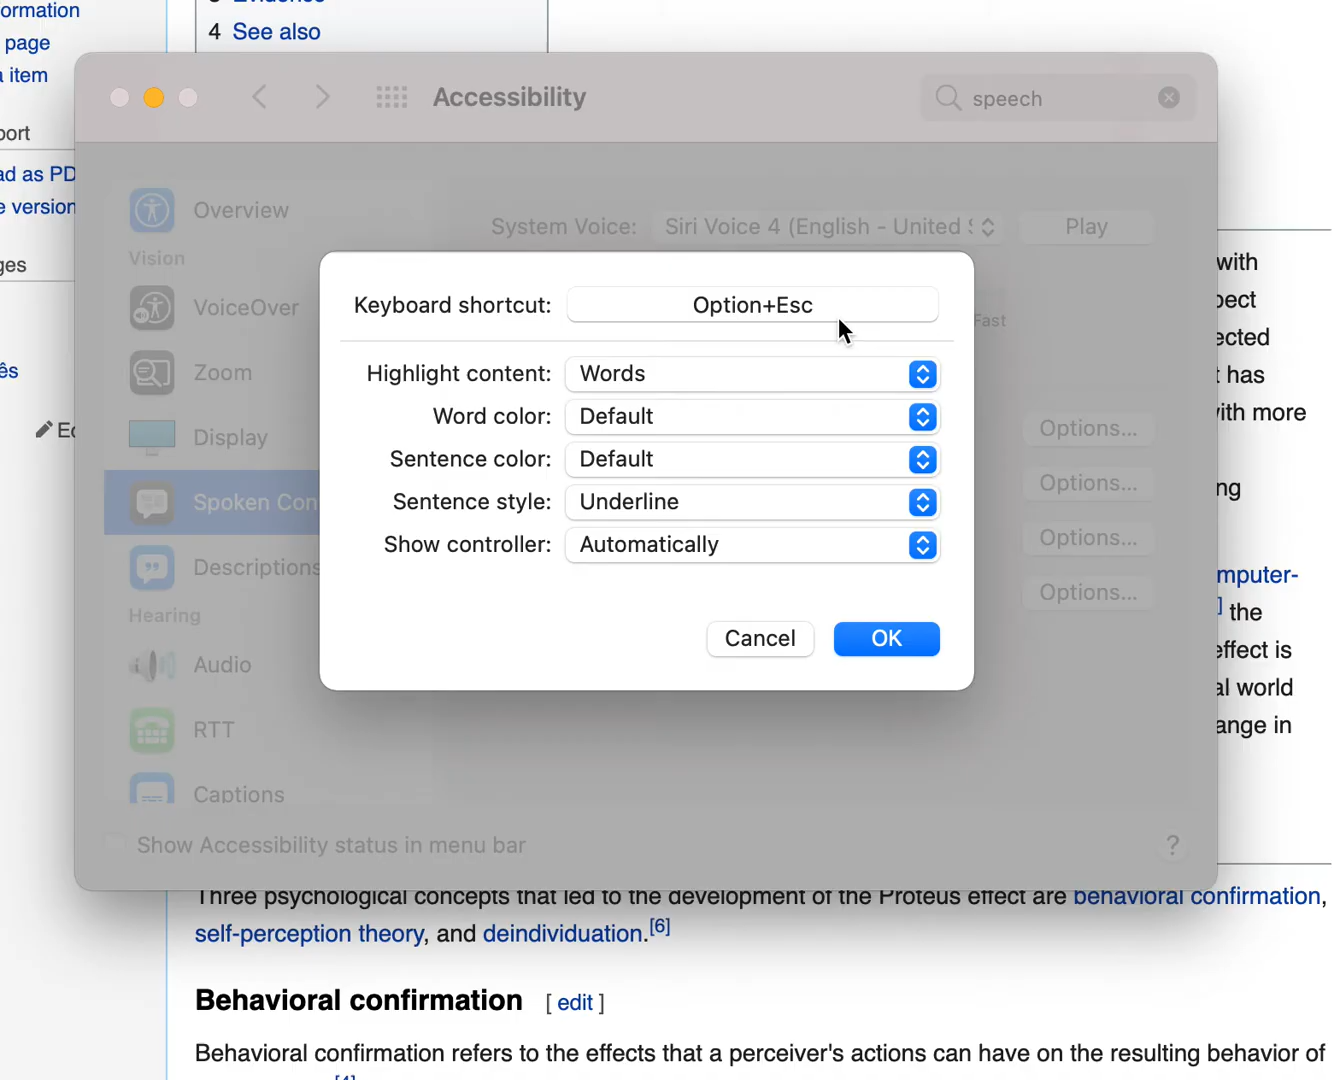 ormation
4 See also
page
item
Accessibility
speech
port
ad as PD
e version
Overview
System Voice: Siri Voice 4 (English - United
Play
Vision
ges
with
Keyboard shortcut: Option+Esc
VoiceOver
pect
Fast
ected
ês
Zoom
Highlight content: Words
t has
Word color: Default
with more
Ed
Display
Options...
Sentence color: Default
Options...
ng
Spoken Con
Sentence style: Underline
Show controller: Automatically
Options...
Descriptions
mputer-
Options...
] the
Hearing
Cancel
OK
effect is
Audio
al world
RTT
ange in
Captions
Show Accessibility status in menu bar
?
Three psychological concepts that led to the development of the Proteus effect are behavioral confirmation,
self-perception theory, and deindividuation.[6]
Behavioral confirmation [ edit ]
Behavioral confirmation refers to the effects that a perceiver's actions can have on the resulting behavior of